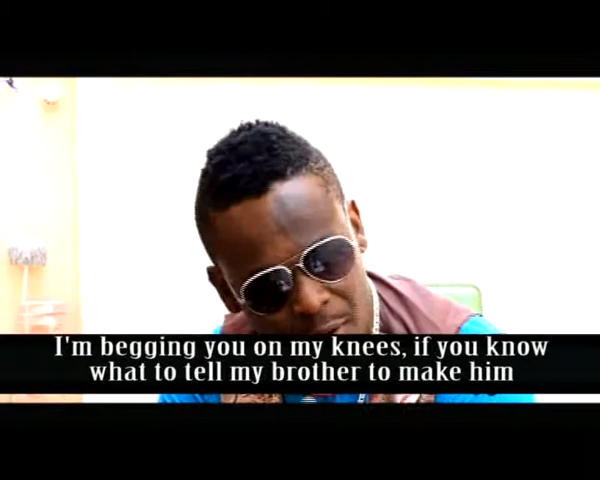 I'm begging you on my knees, if you know
what to tell my brother to make him